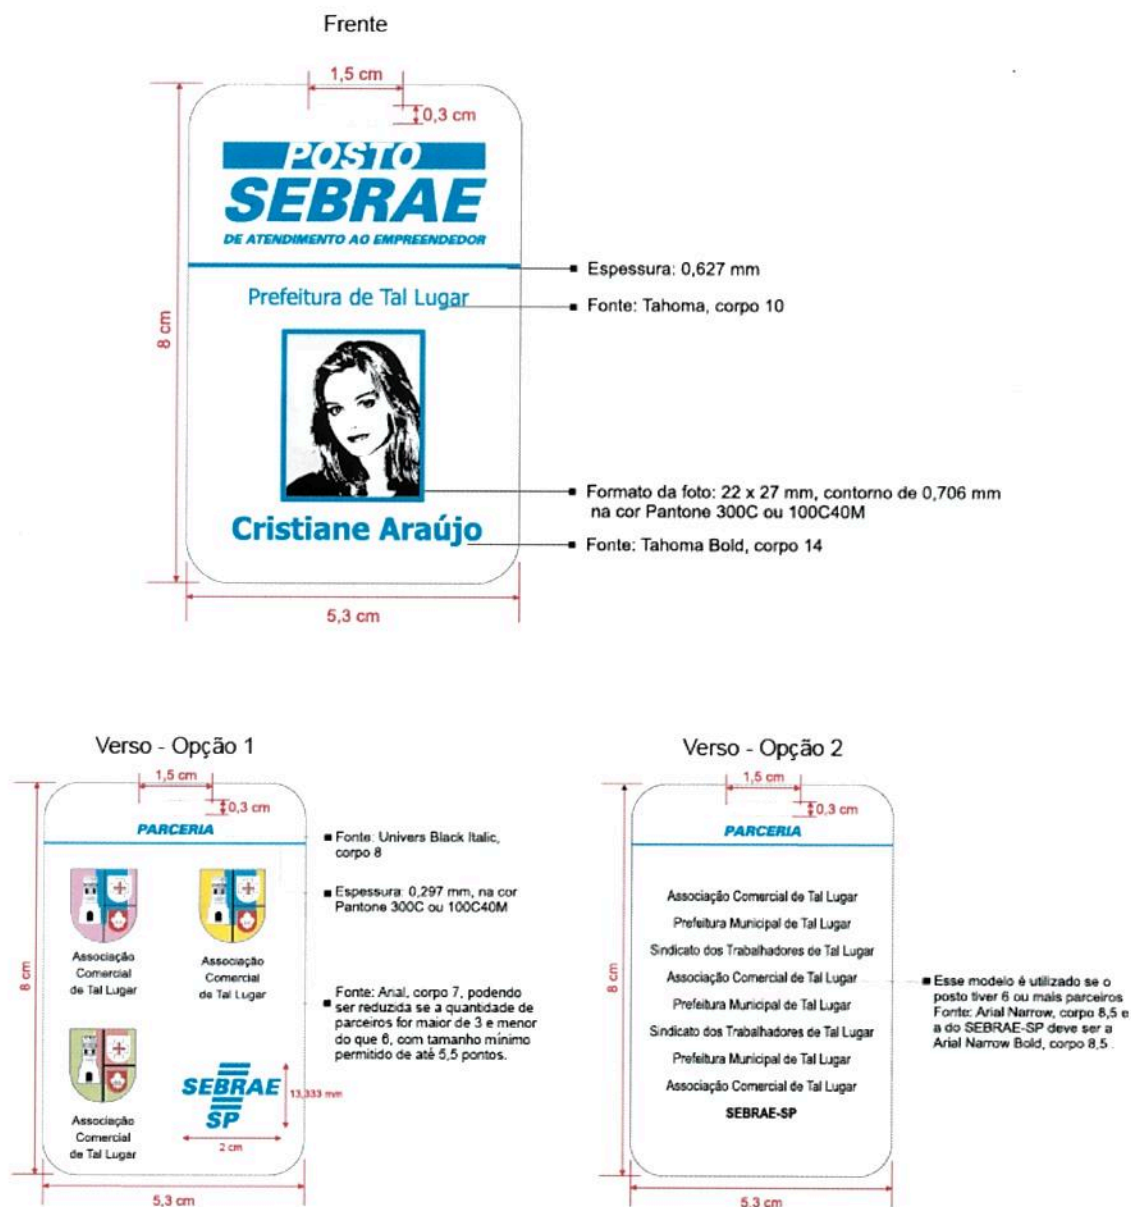 Frente
1,5 cm
0,3 cm
POSTO
SEBRAE
DE ATENDIMENTO AO EMPREENDEDOR
Espessura: 0,627 mm
Prefeitura de Tal Lugar
Fonte: Tahoma, corpo 10
8 cm
Formato da foto: 22 x 27 mm, contorno de 0,706 mm
na cor Pantone 300C ou 100C40M
Cristiane Araújo
Fonte: Tahoma Bold, corpo 14
5,3 cm
Verso - Opção 1
1,5 cm
0,3 cm
PARCERIA
Fonte: Univers Black Italic,
corpo 8
Espessura: 0,297 mm, na cor
Pantone 300C ou 100C40M
Associação
Comercial
de Tal Lugar
Associação
Comercial
de Tal Lugar
8 cm
Fonte: Arial, corpo 7, podendo
ser reduzida se a quantidade de
parceiros for maior de 3 e menor
do que 6, com tamanho mínimo
permitido de até 5,5 pontos.
SEBRAE
SP
13,333 mm
2 cm
Associação
Comercial
de Tal Lugar
5,3 cm
Verso - Opção 2
1,5 cm
0,3 cm
PARCERIA
Associação Comercial de Tal Lugar
Prefeitura Municipal de Tal Lugar
Sindicato dos Trabalhadores de Tal Lugar
Associação Comercial de Tal Lugar
Prefeitura Municipal de Tal Lugar
Sindicato dos Trabalhadores de Tal Lugar
Prefeitura Municipal de Tal Lugar
Associação Comercial de Tal Lugar
SEBRAE-SP
8 cm
Esse modelo é utilizado se o
posto tiver 6 ou mais parceiros
Fonte: Arial Narrow, corpo 8,5 e
a do SEBRAE-SP deve ser a
Arial Narrow Bold, corpo 8,5 .
5,3 cm